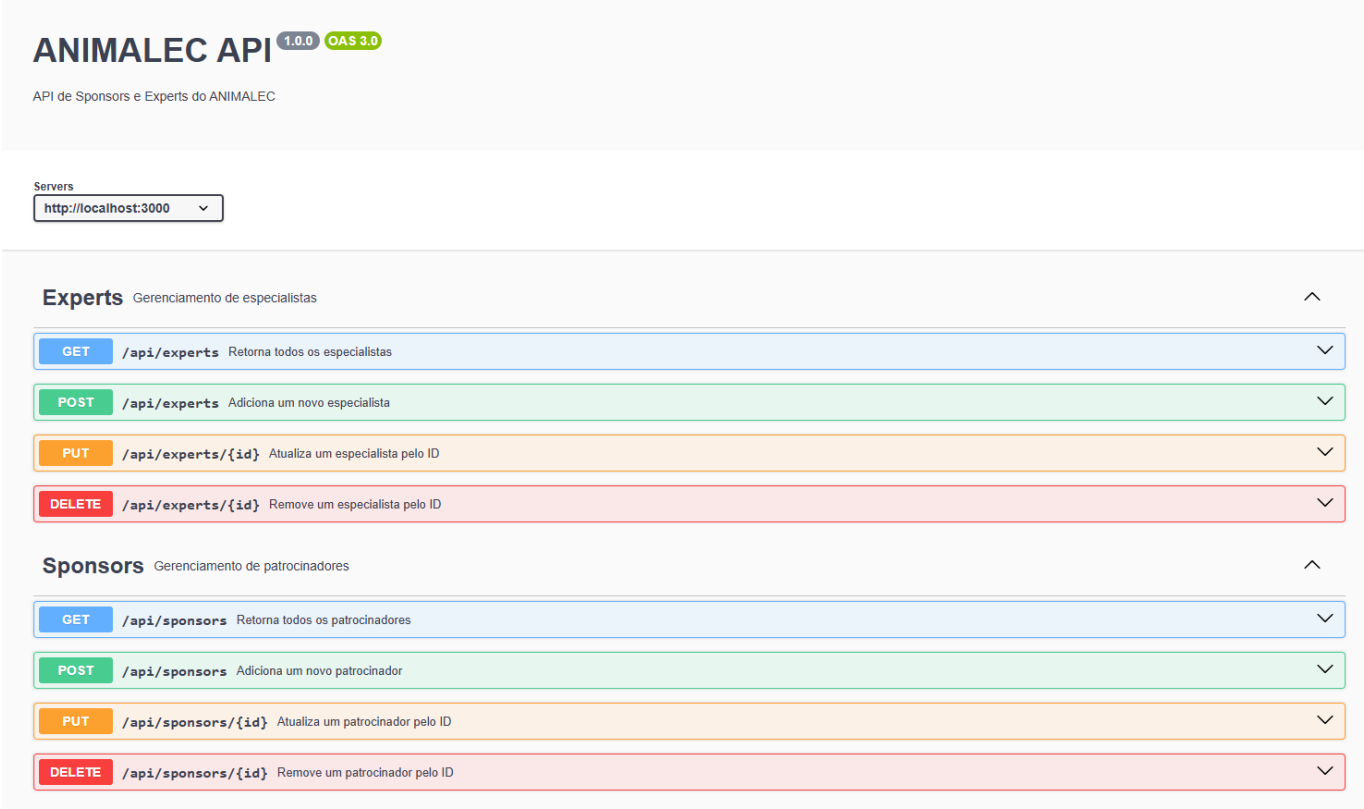 ANIMALEC API 1.0.0 OAS 3.0
API de Sponsors e Experts do ANIMALEC
Servers
http://localhost:3000
Experts Gerenciamento de especialistas
GET /api/experts Retorna todos os especialistas
POST /api/experts Adiciona um novo especialista
PUT /api/experts/{id} Atualiza um especialista pelo ID
DELETE /api/experts/{id} Remove um especialista pelo ID
Sponsors Gerenciamento de patrocinadores
GET /api/sponsors Retorna todos os patrocinadores
POST /api/sponsors Adiciona um novo patrocinador
PUT /api/sponsors/{id} Atualiza um patrocinador pelo ID
DELETE /api/sponsors/{id} Remove um patrocinador pelo ID